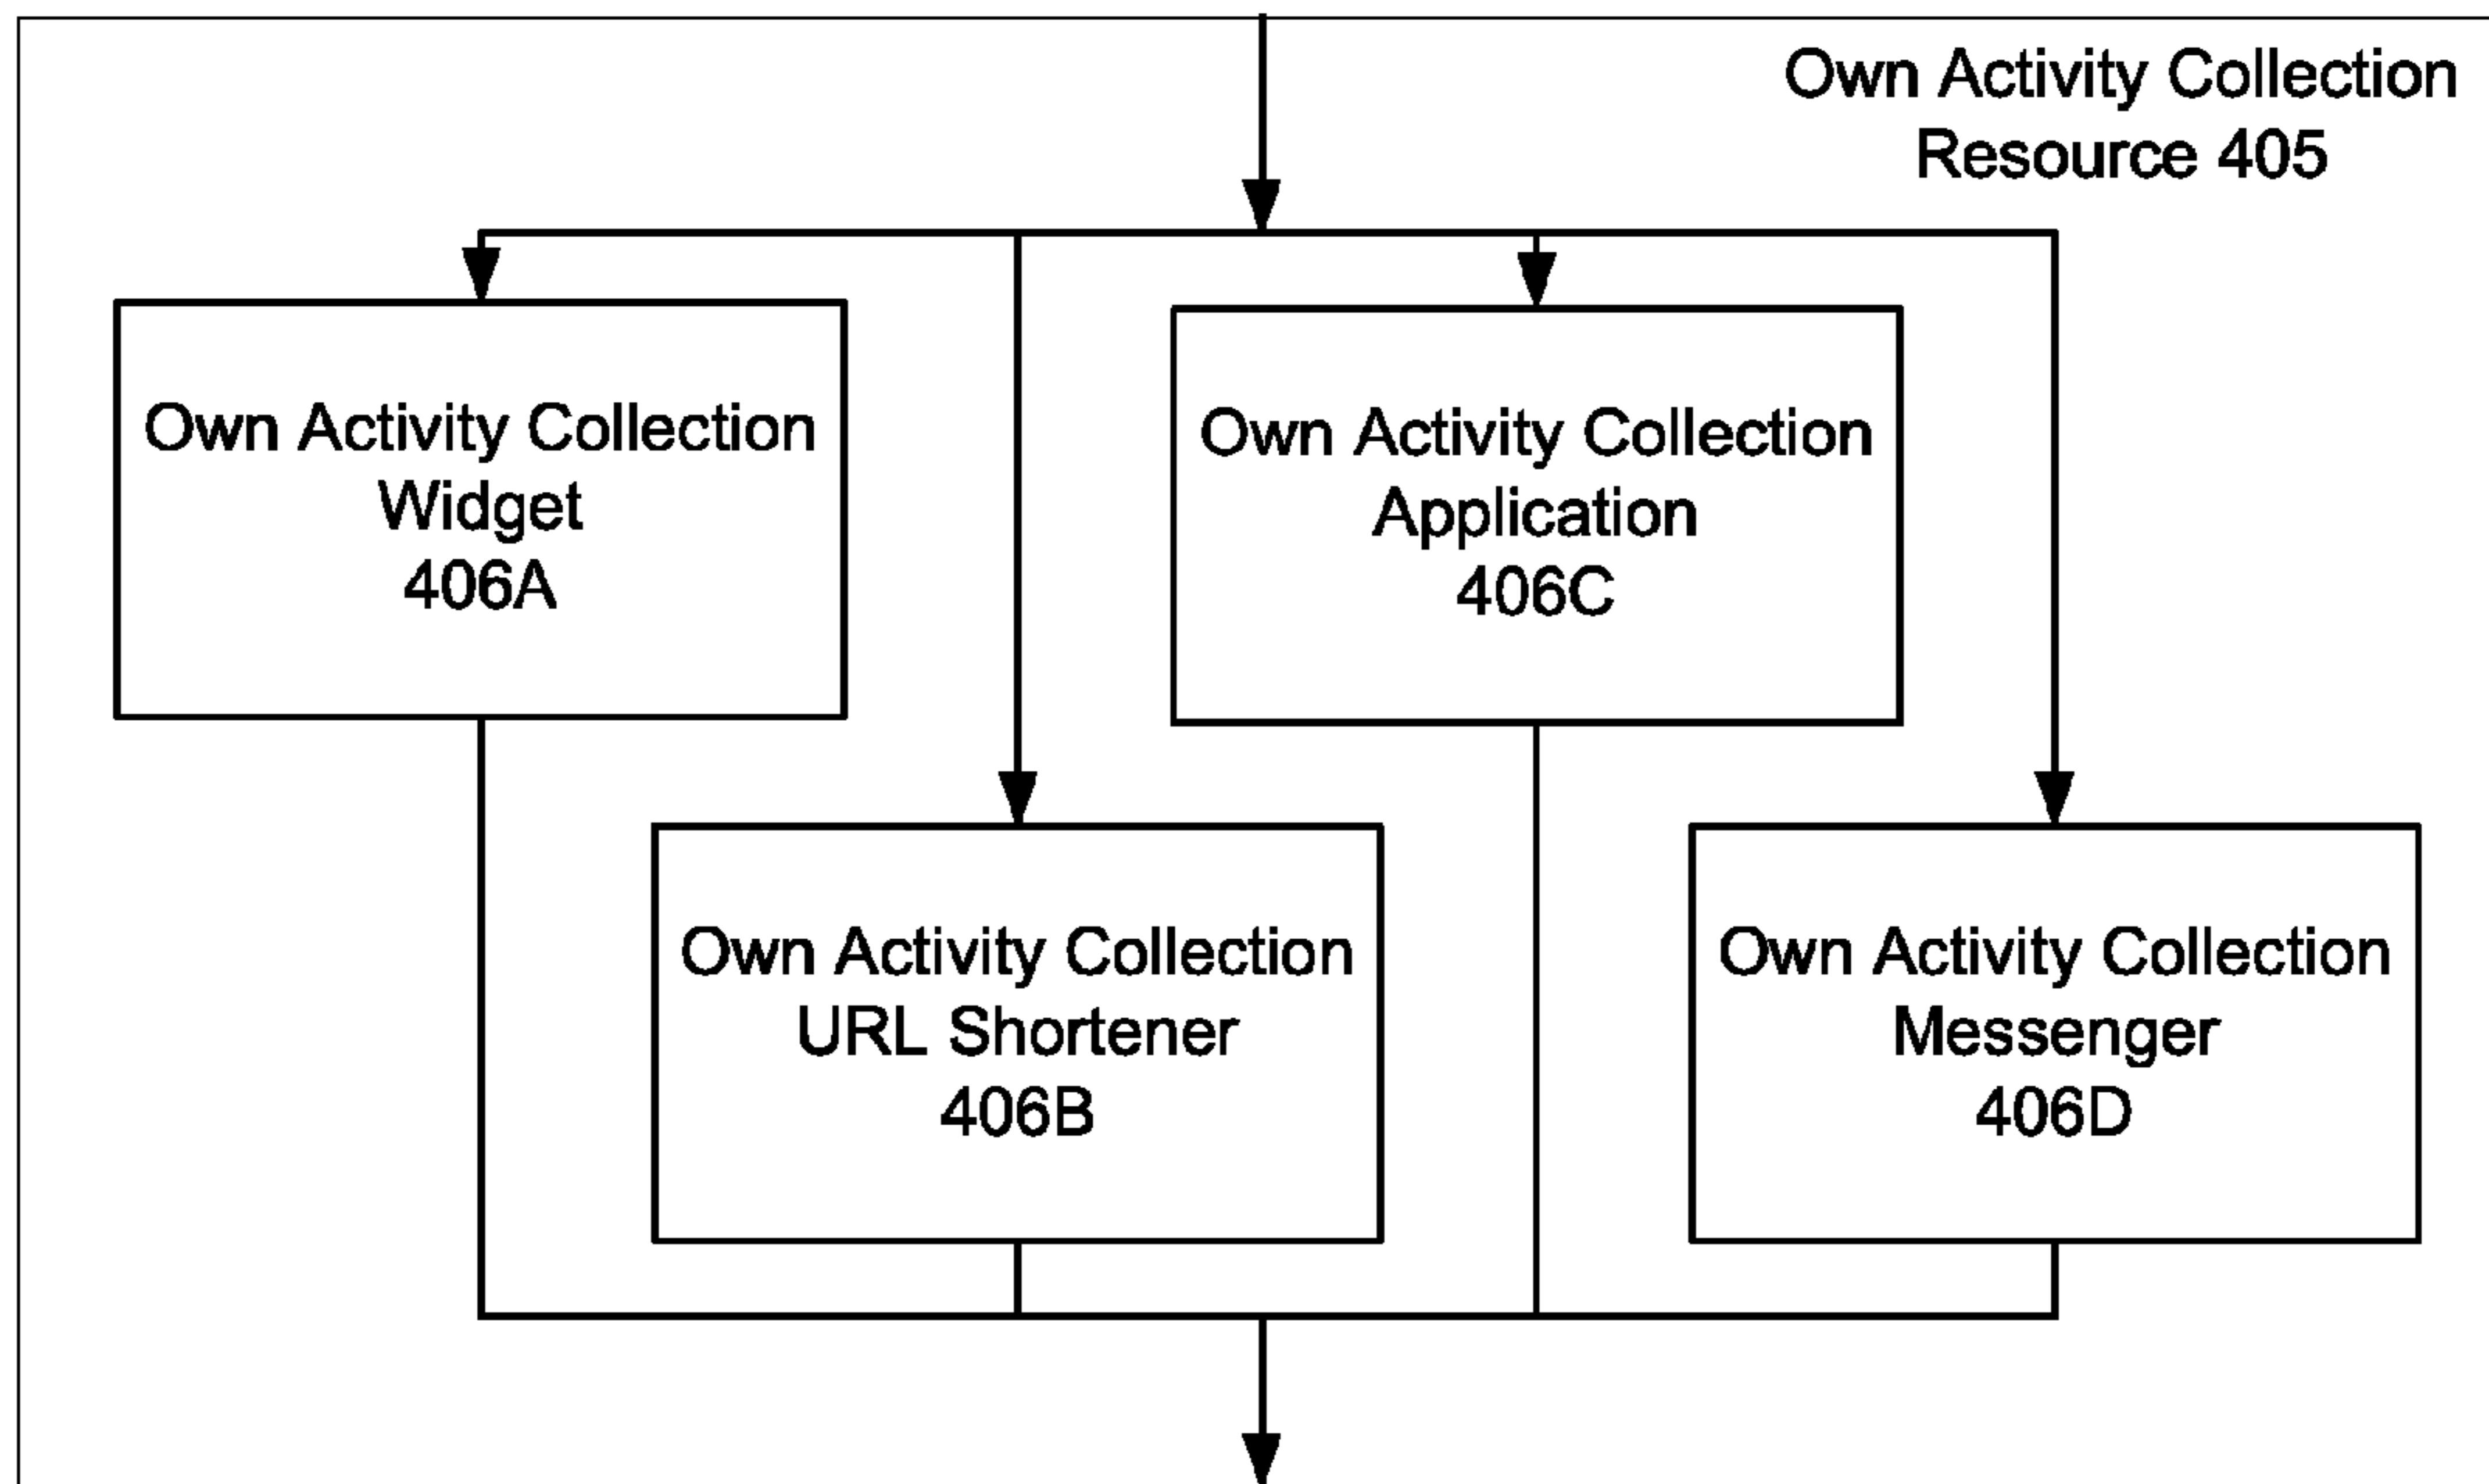 Own Activity Collection
Resource 405
Own Activity Collection
Widget
406A
Own Activity Collection
Application
406C
Own Activity Collection
URL Shortener
406B
Own Activity Collection
Messenger
406D